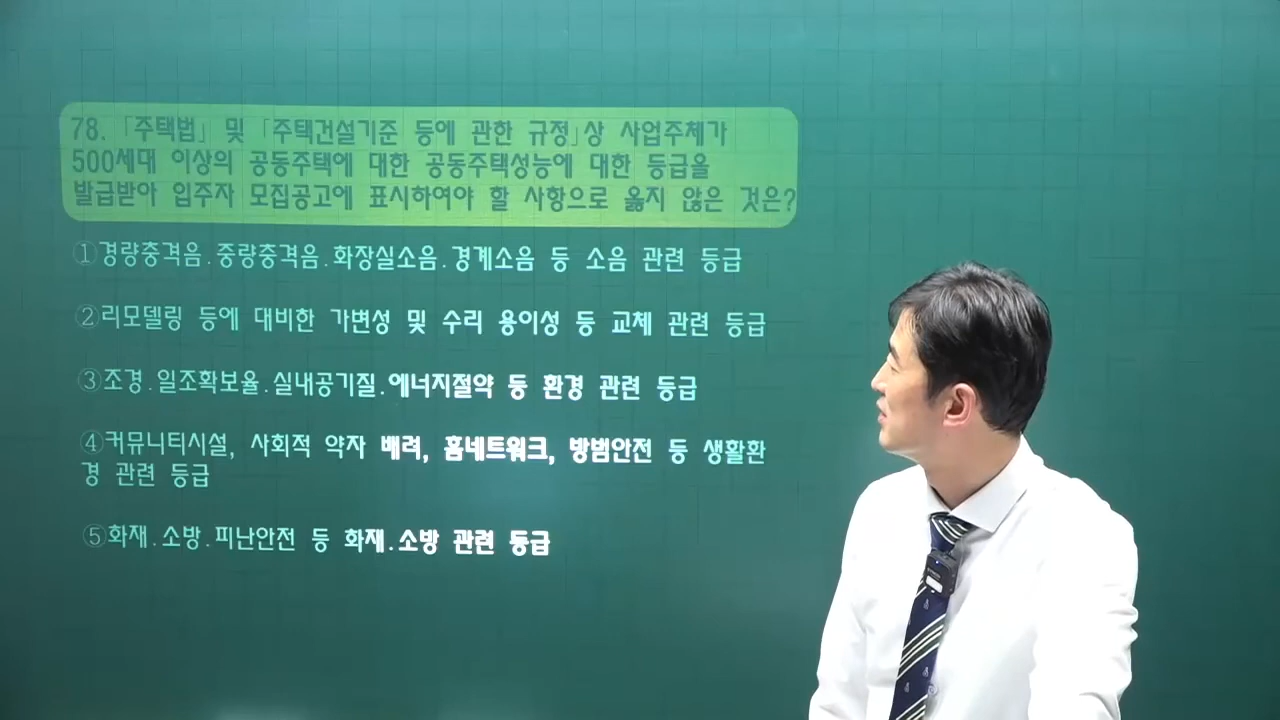 78. 「주택법」 및 「주택건설기준 등에 관한 규정」상 사업주체가
500세대 이상의 공동주택에 대한 공동주택성능에 대한 등급을
발급받아 입주자 모집공고에 표시하여야 할 사항으로 옳지 않은 것은?
①경량충격음.중량충격음.화장실소음.경계소음 등 소음 관련 등급
②리모델링 등에 대비한 가변성 및 수리 용이성 등 교체 관련 등급
③조경.일조확보율.실내공기질.에너지절약 등 환경 관련 등급
④커뮤니티시설, 사회적 약자 배려, 홈네트워크, 방범안전 등 생활환
경 관련 등급
⑤화재.소방.피난안전 등 화재.소방 관련 등급